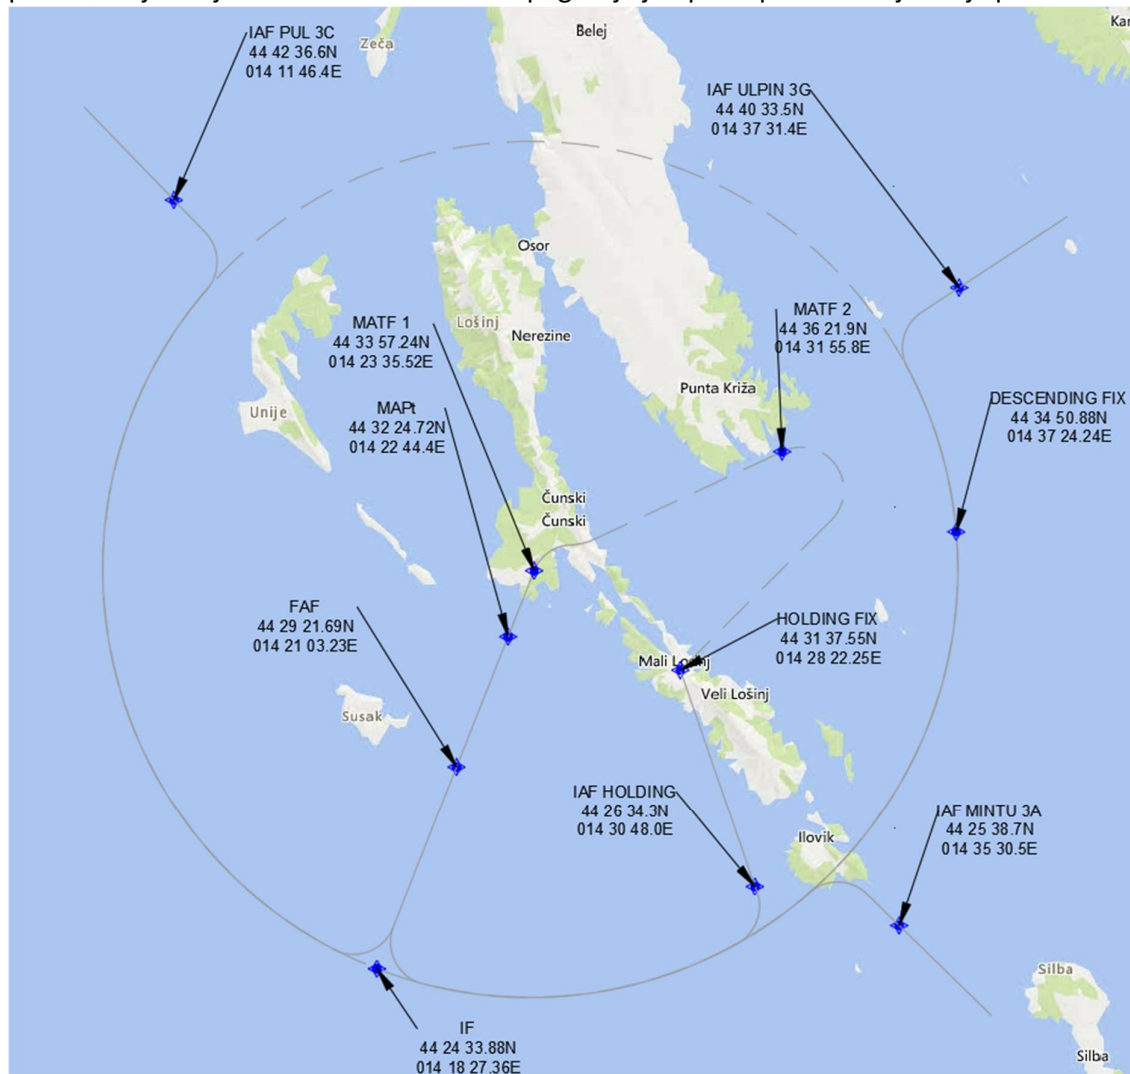 IAF PUL 3C
44 42 36.6N
014 11 46.4E
Zeča
Belej
IAF ULPIN 3G
44 40 33.5N
014 37 31.4E
Osor
MATF 1
44 33 57.24N
014 23 35.52E
Lošinj
Nerezine
MATF 2
44 36 21.9N
014 31 55.8E
Punta Križa
Unije
MAPt
44 32 24.72N
014 22 44.4E
DESCENDING FIX
44 34 50.88N
014 37 24.24E
Čunski
Čunski
FAF
44 29 21.69N
014 21 03.23E
HOLDING FIX
44 31 37.55N
014 28 22.25E
Mali Lošinj
Veli Lošinj
Susak
IAF HOLDING
44 26 34.3N
014 30 48.0E
IAF MINTU 3A
44 25 38.7N
014 35 30.5E
Ilovik
Silba
IF
44 24 33.88N
014 18 27.36E
Silba